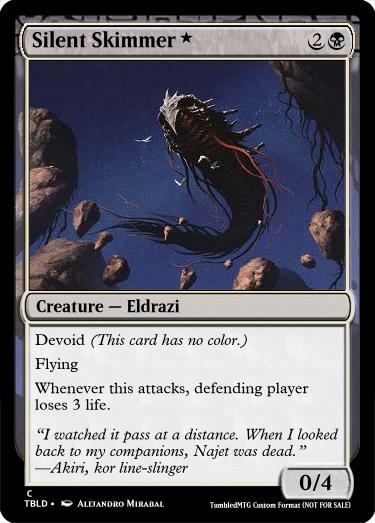 Silent Skimmer ★ 2
Creature — Eldrazi
Devoid (This card has no color.)
Flying
Whenever this attacks, defending player
loses 3 life.
“I watched it pass at a distance. When I looked
back to my companions, Najet was dead.”
—Akiri, kor line-slinger
0/4
C
TBLD • Alejandro Mirabal
TumbledMTG Custom Format (NOT FOR SALE)